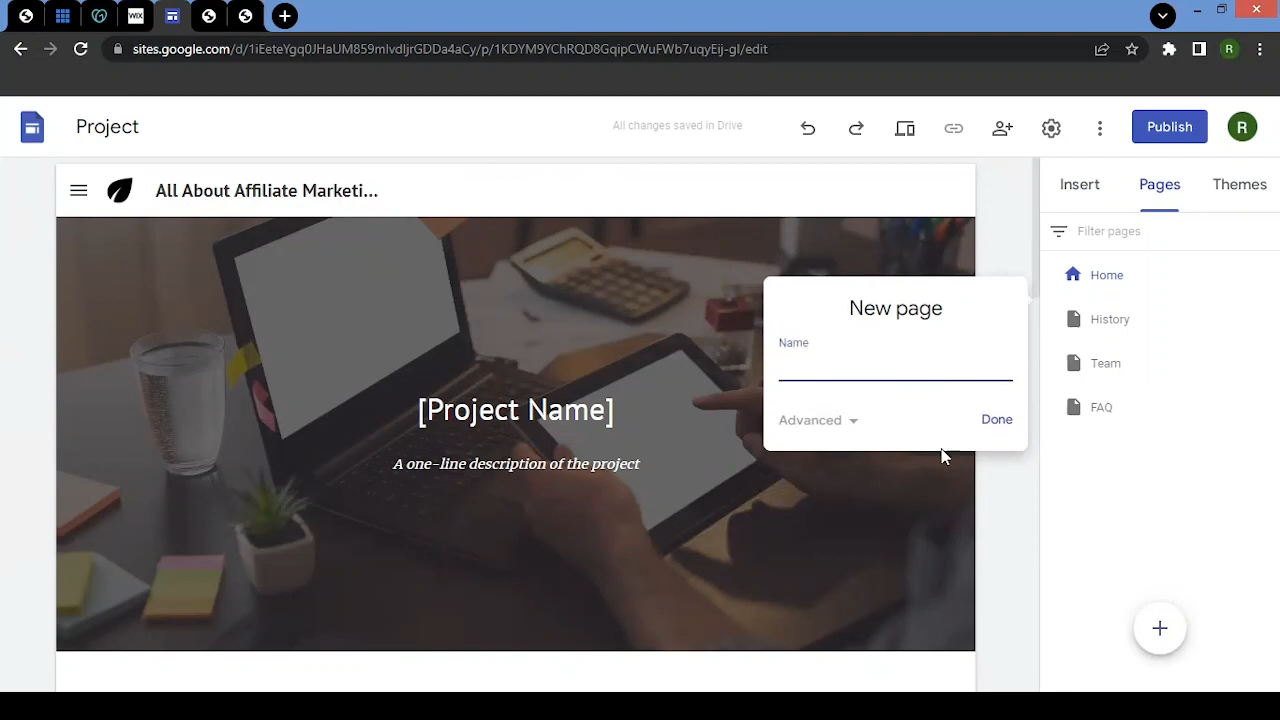 WIX
sites.google.com/d/1iEeteYgq0JHaUM859mIvdIjrGDDa4aCy/p/1KDYM9YChRQD8GqipCWuFWb7uqyEij-gI/edit
R
Project
All changes saved in Drive
Publish
R
All About Affiliate Marketi...
Insert
Pages
Themes
Filter pages
Home
History
Team
FAQ
New page
Name
Advanced
Done
[Project Name]
A one-line description of the project